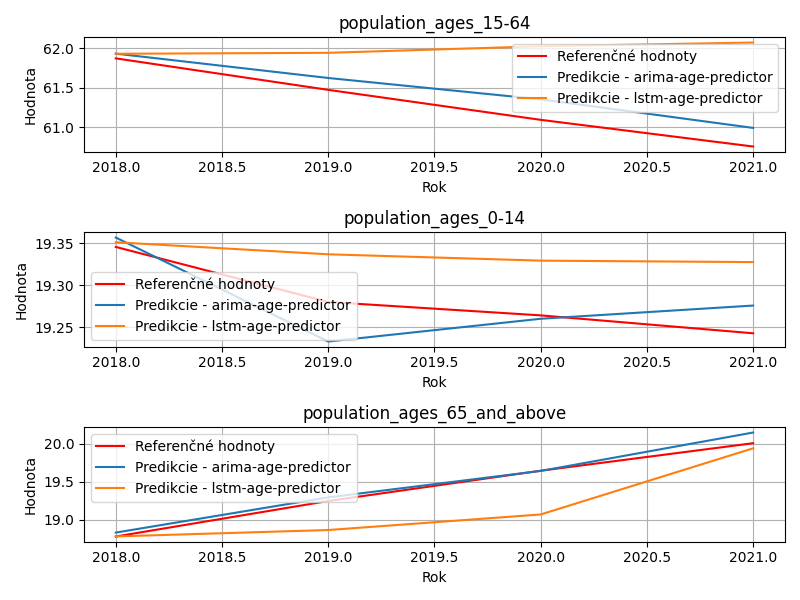 population_ages_15-64
Hodnota
62.0
61.5
61.0
Referenčné hodnoty
Predikcie - arima-age-predictor
Predikcie - lstm-age-predictor
2018.0 2018.5 2019.0 2019.5 2020.0 2020.5 2021.0
Rok
population_ages_0-14
Hodnota
19.35
19.30
19.25
Referenčné hodnoty
Predikcie - arima-age-predictor
Predikcie - lstm-age-predictor
2018.0 2018.5 2019.0 2019.5 2020.0 2020.5 2021.0
Rok
population_ages_65_and_above
Hodnota
20.0
19.5
19.0
Referenčné hodnoty
Predikcie - arima-age-predictor
Predikcie - lstm-age-predictor
2018.0 2018.5 2019.0 2019.5 2020.0 2020.5 2021.0
Rok